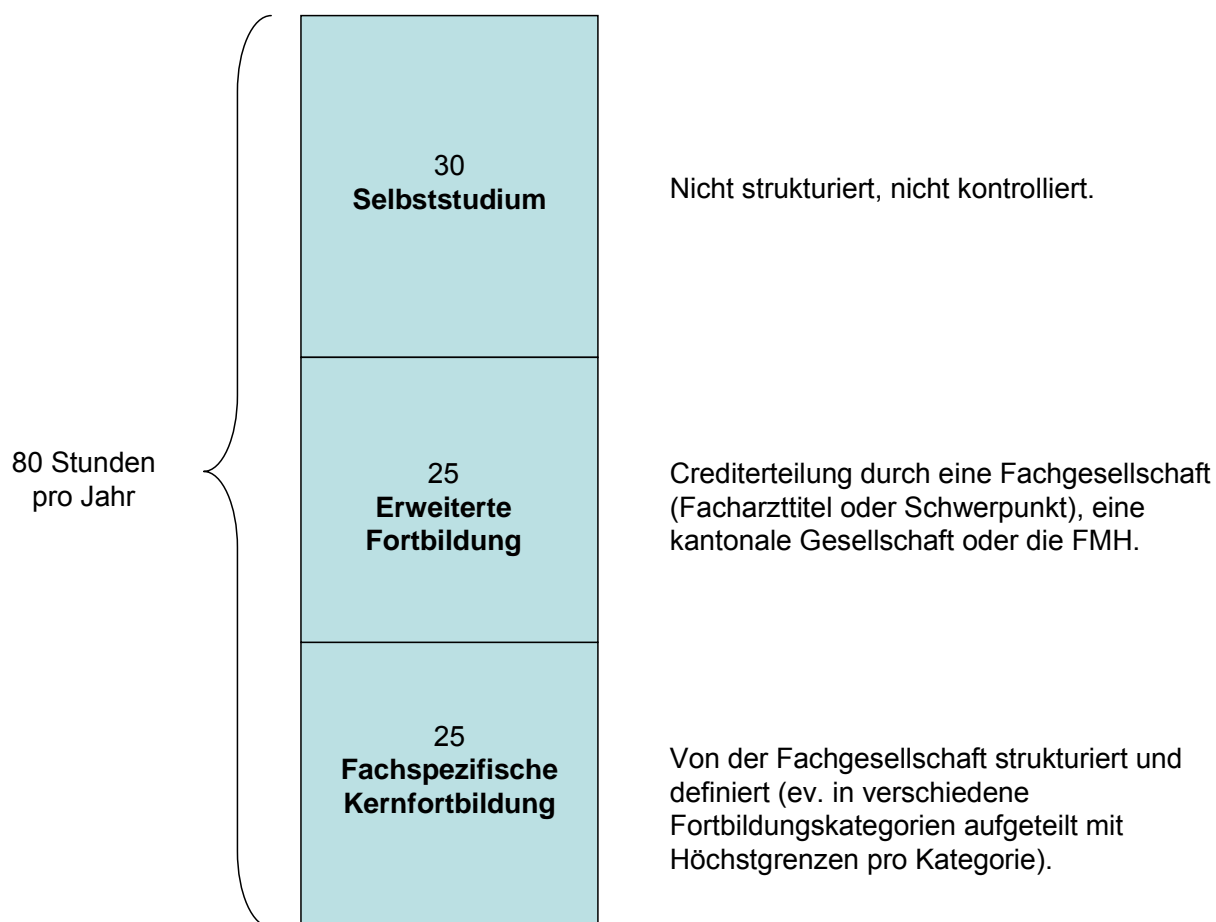 80 Stunden
pro Jahr
30
Selbststudium
Nicht strukturiert, nicht kontrolliert.
25
Erweiterte
Fortbildung
Crediterteilung durch eine Fachgesellschaft
(Facharzttitel oder Schwerpunkt), eine
kantonale Gesellschaft oder die FMH.
25
Fachspezifische
Kernfortbildung
Von der Fachgesellschaft strukturiert und
definiert (ev. in verschiedene
Fortbildungskategorien aufgeteilt mit
Höchstgrenzen pro Kategorie).